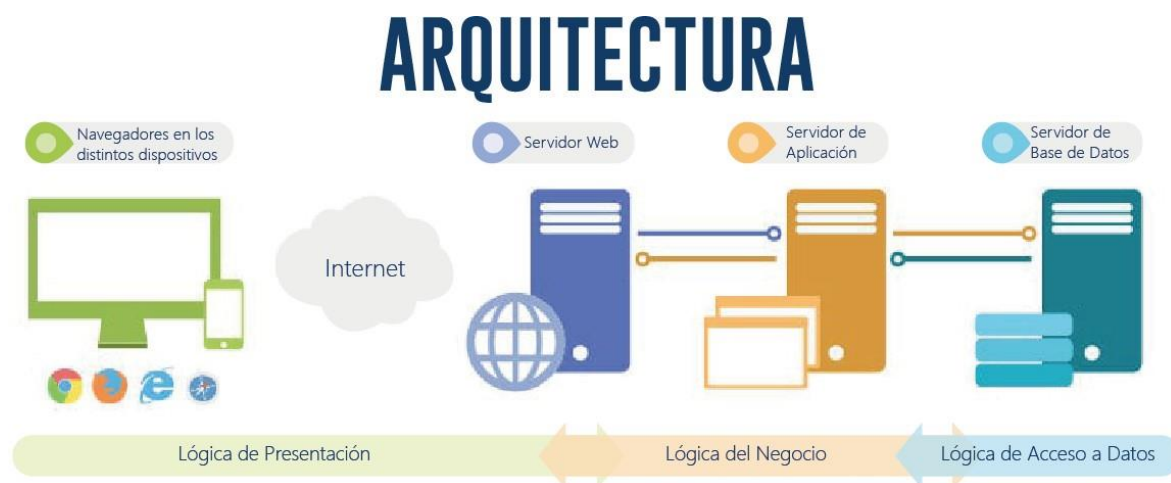 ARQUITECTURA
Navegadores en los
distintos dispositivos
Servidor Web
Servidor de
Aplicación
Servidor de
Base de Datos
Internet
Lógica de Presentación
Lógica del Negocio
Lógica de Acceso a Datos